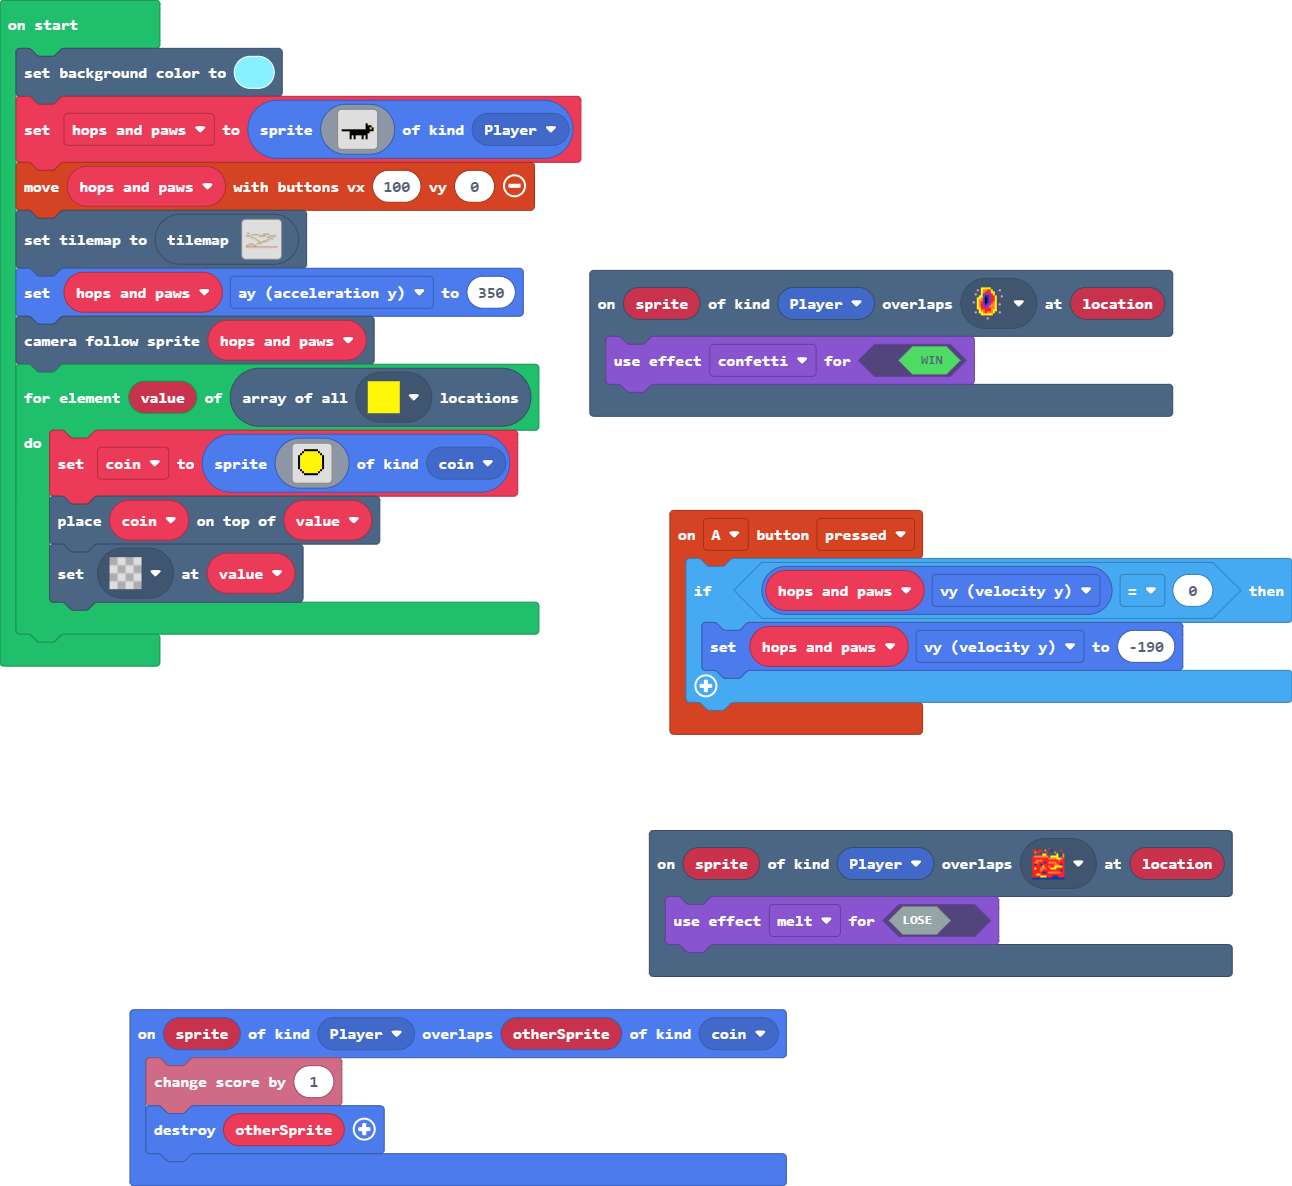 on start
set background color to
set hops and paws to sprite of kind Player
move hops and paws with buttons vx 100 vy 0
set tilemap to tilemap
set hops and paws ay (acceleration y) to 350
camera follow sprite hops and paws
for element value of array of all locations
do
set coin to sprite of kind coin
place coin on top of value
set at value
on sprite of kind Player overlaps at location
use effect confetti for WIN
on A button pressed
if hops and paws vy (velocity y) = 0 then
set hops and paws vy (velocity y) to -190
on sprite of kind Player overlaps at location
use effect melt for LOSE
on sprite of kind Player overlaps otherSprite of kind coin
change score by 1
destroy otherSprite